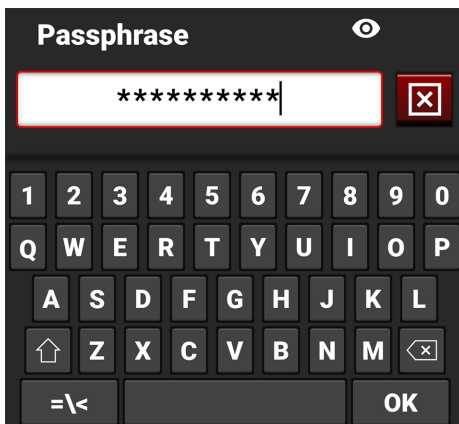 Passphrase
**********
1 2 3 4 5 6 7 8 9 0
Q W E R T Y U I O P
A S D F G H J K L
Z X C V B N M
=\< OK